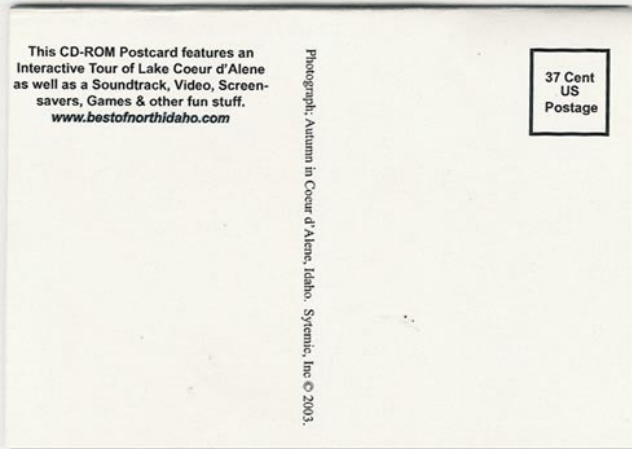 This CD-ROM Postcard features an
Interactive Tour of Lake Coeur d'Alene
as well as a Soundtrack, Video, Screen-
savers, Games & other fun stuff.
www.bestofnorthidaho.com
Photograph; Autumn in Coeur d'Alene, Idaho. Sytemic, Inc © 2003.
37 Cent
US
Postage